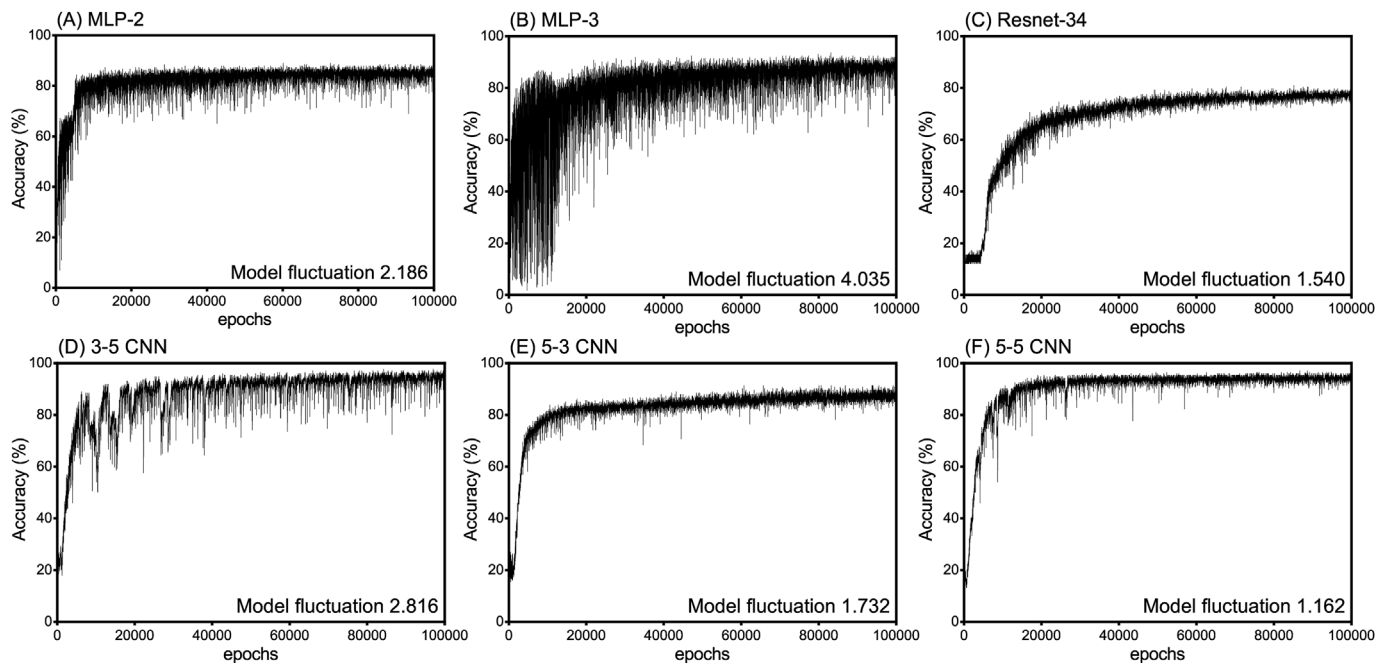 (A) MLP-2
100
80
60
40
20
0
Accuracy (%)
Model fluctuation 2.186
0 20000 40000 60000 80000 100000
epochs
(B) MLP-3
100
80
60
40
20
0
Accuracy (%)
Model fluctuation 4.035
0 20000 40000 60000 80000 100000
epochs
(C) Resnet-34
100
80
60
40
20
0
Accuracy (%)
Model fluctuation 1.540
0 20000 40000 60000 80000 100000
epochs
(D) 3-5 CNN
100
80
60
40
20
0
Accuracy (%)
Model fluctuation 2.816
0 20000 40000 60000 80000 100000
epochs
(E) 5-3 CNN
100
80
60
40
20
0
Accuracy (%)
Model fluctuation 1.732
0 20000 40000 60000 80000 100000
epochs
(F) 5-5 CNN
100
80
60
40
20
0
Accuracy (%)
Model fluctuation 1.162
0 20000 40000 60000 80000 100000
epochs